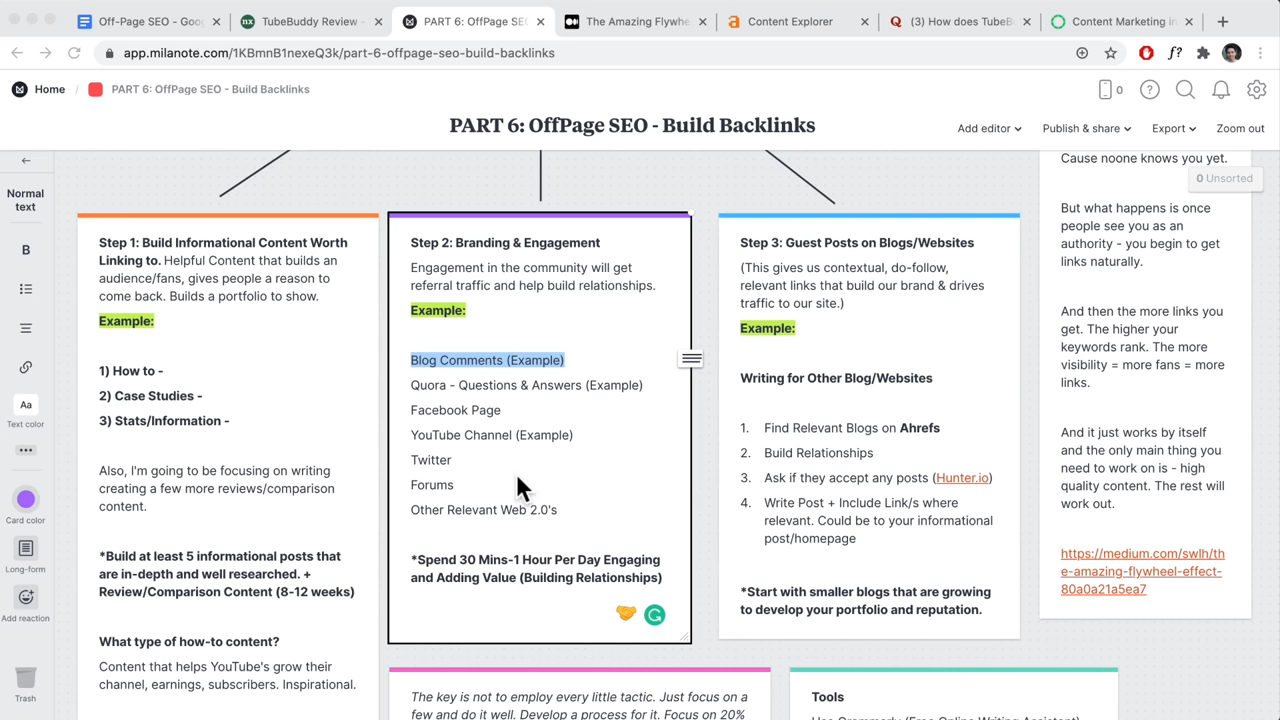 Off-Page SEO - Goog
TubeBuddy Review -
PART 6: OffPage SEO
The Amazing Flywhe
Content Explorer
(3) How does TubeB
Content Marketing in
app.milanote.com/1KBmnB1nexeQ3k/part-6-offpage-seo-build-backlinks
f?
Home / PART 6: OffPage SEO - Build Backlinks
0
PART 6: OffPage SEO - Build Backlinks
Add editor
Publish & share
Export
Zoom out
0 Unsorted
Normal
text
B
Aa
Text color
Card color
Long-form
Add reaction
Trash
Step 1: Build Informational Content Worth
Linking to. Helpful Content that builds an
audience/fans, gives people a reason to
come back. Builds a portfolio to show.
Example:
1) How to -
2) Case Studies -
3) Stats/Information -
Also, I'm going to be focusing on writing
creating a few more reviews/comparison
content.
*Build at least 5 informational posts that
are in-depth and well researched. +
Review/Comparison Content (8-12 weeks)
What type of how-to content?
Content that helps YouTube's grow their
channel, earnings, subscribers. Inspirational.
Step 2: Branding & Engagement
Engagement in the community will get
referral traffic and help build relationships.
Example:
Blog Comments (Example)
Quora - Questions & Answers (Example)
Facebook Page
YouTube Channel (Example)
Twitter
Forums
Other Relevant Web 2.0's
*Spend 30 Mins-1 Hour Per Day Engaging
and Adding Value (Building Relationships)
Step 3: Guest Posts on Blogs/Websites
(This gives us contextual, do-follow,
relevant links that build our brand & drives
traffic to our site.)
Example:
Writing for Other Blog/Websites
1. Find Relevant Blogs on Ahrefs
2. Build Relationships
3. Ask if they accept any posts (Hunter.io)
4. Write Post + Include Link/s where
relevant. Could be to your informational
post/homepage
*Start with smaller blogs that are growing
to develop your portfolio and reputation.
Cause noone knows you yet.
But what happens is once
people see you as an
authority - you begin to get
links naturally.
And then the more links you
get. The higher your
keywords rank. The more
visibility = more fans = more
links.
And it just works by itself
and the only main thing you
need to work on is - high
quality content. The rest will
work out.
https://medium.com/swlh/th
e-amazing-flywheel-effect-
80a0a21a5ea7
The key is not to employ every little tactic. Just focus on a
few and do it well. Develop a process for it. Focus on 20%
Tools
Use Grammarly (Free Online Writing Assistant)